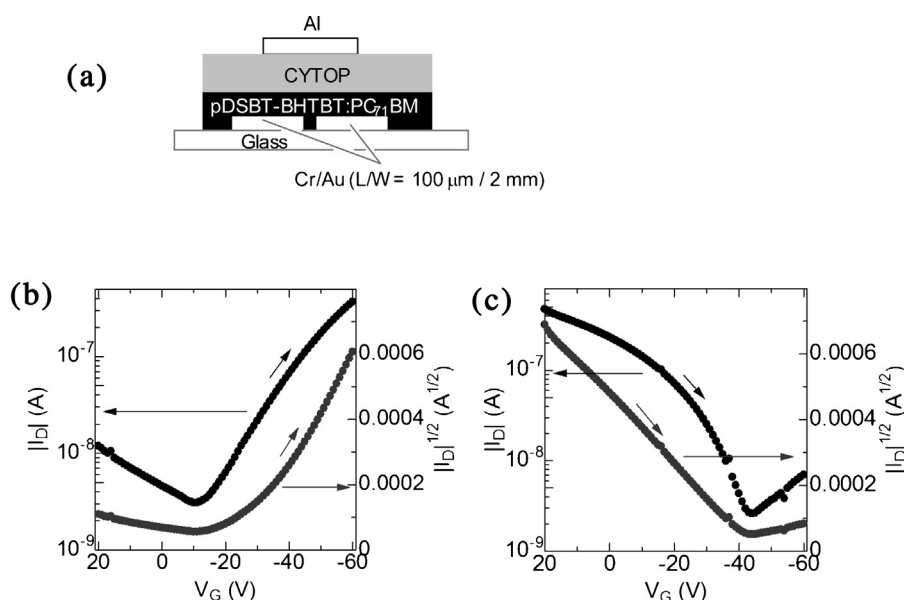 (a)
Al
CYTOP
pDSBT-BHTBT:PC₇₁BM
Glass
Cr/Au (L/W = 100 μm / 2 mm)
(b)
|I_D| (A)
10⁻⁷
10⁻⁸
10⁻⁹
0.0006
0.0004
0.0002
0
|I_D|^{1/2} (A^{1/2})
20 0 -20 -40 -60
V_G (V)
(c)
|I_D| (A)
10⁻⁷
10⁻⁸
10⁻⁹
0.0006
0.0004
0.0002
0
|I_D|^{1/2} (A^{1/2})
20 0 -20 -40 -60
V_G (V)